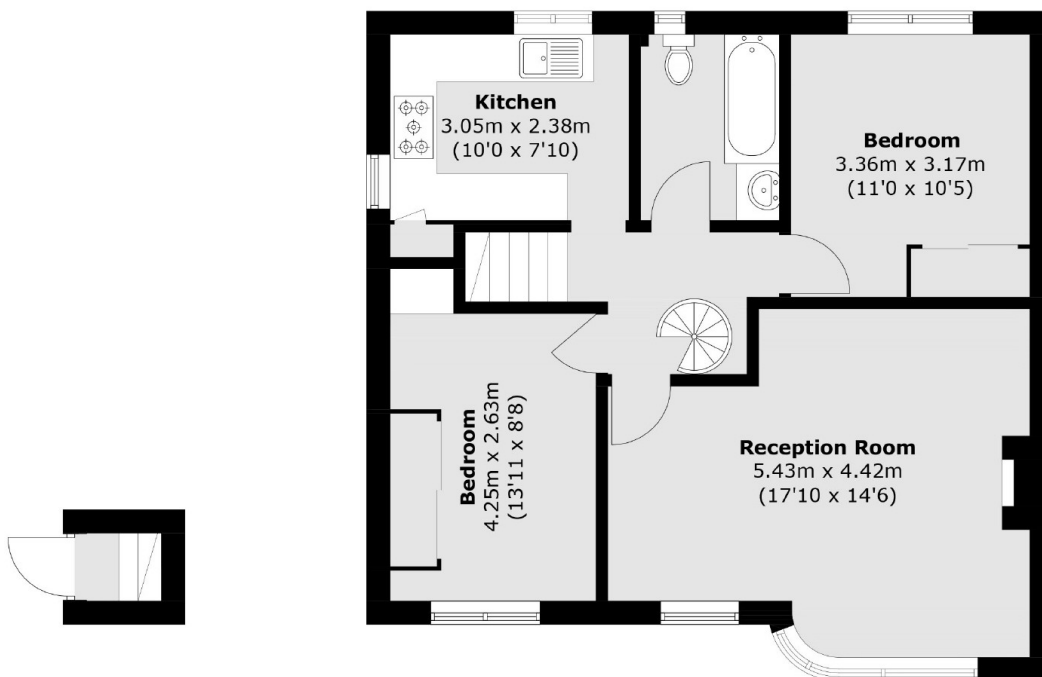 Kitchen
3.05m x 2.38m
(10'0 x 7'10)
Bedroom
3.36m x 3.17m
(11'0 x 10'5)
Bedroom
4.25m x 2.63m
(13'11 x 8'8)
Reception Room
5.43m x 4.42m
(17'10 x 14'6)